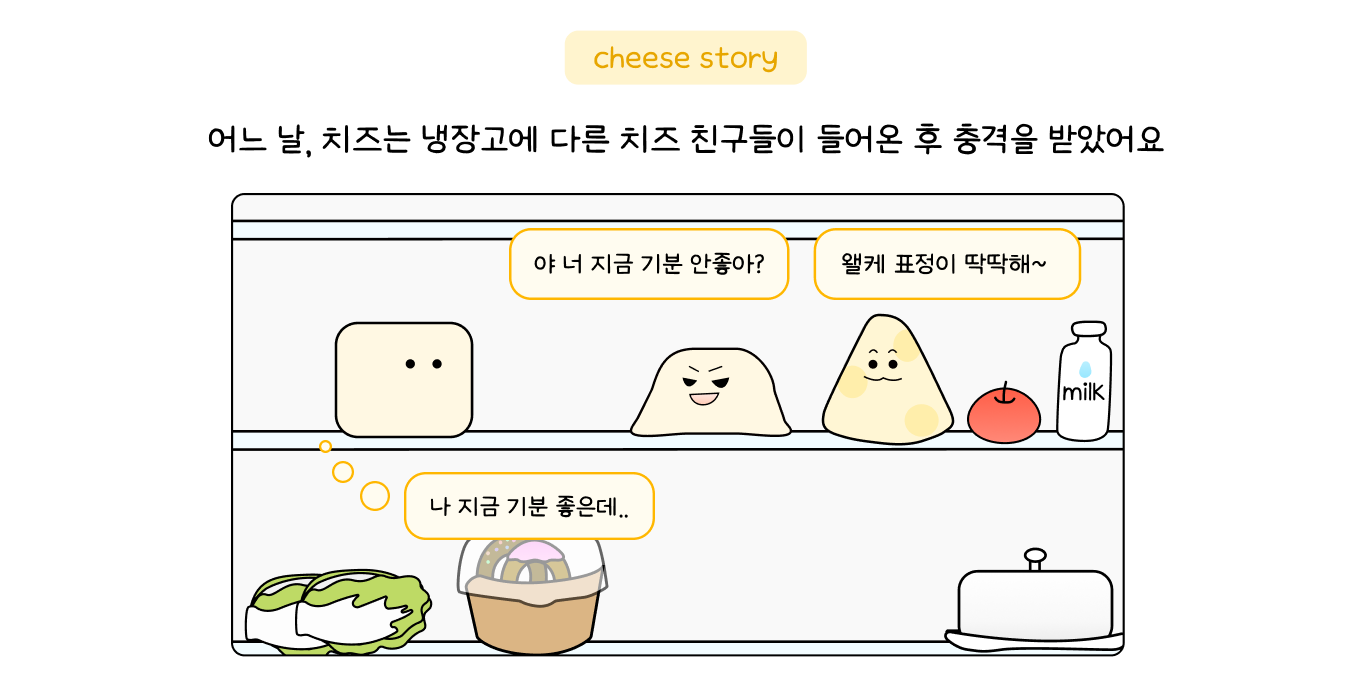 cheese story
어느 날, 치즈는 냉장고에 다른 치즈 친구들이 들어온 후 충격을 받았어요
야 너 지금 기분 안좋아?
왤케 표정이 딱딱해~
milk
나 지금 기분 좋은데..